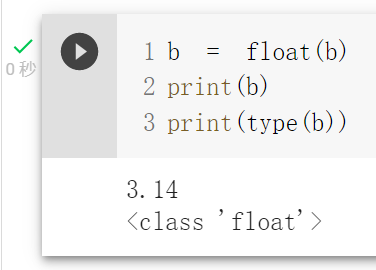 0 秒
1 b  =  float(b)
2 print(b)
3 print(type(b))
3.14
<class 'float'>